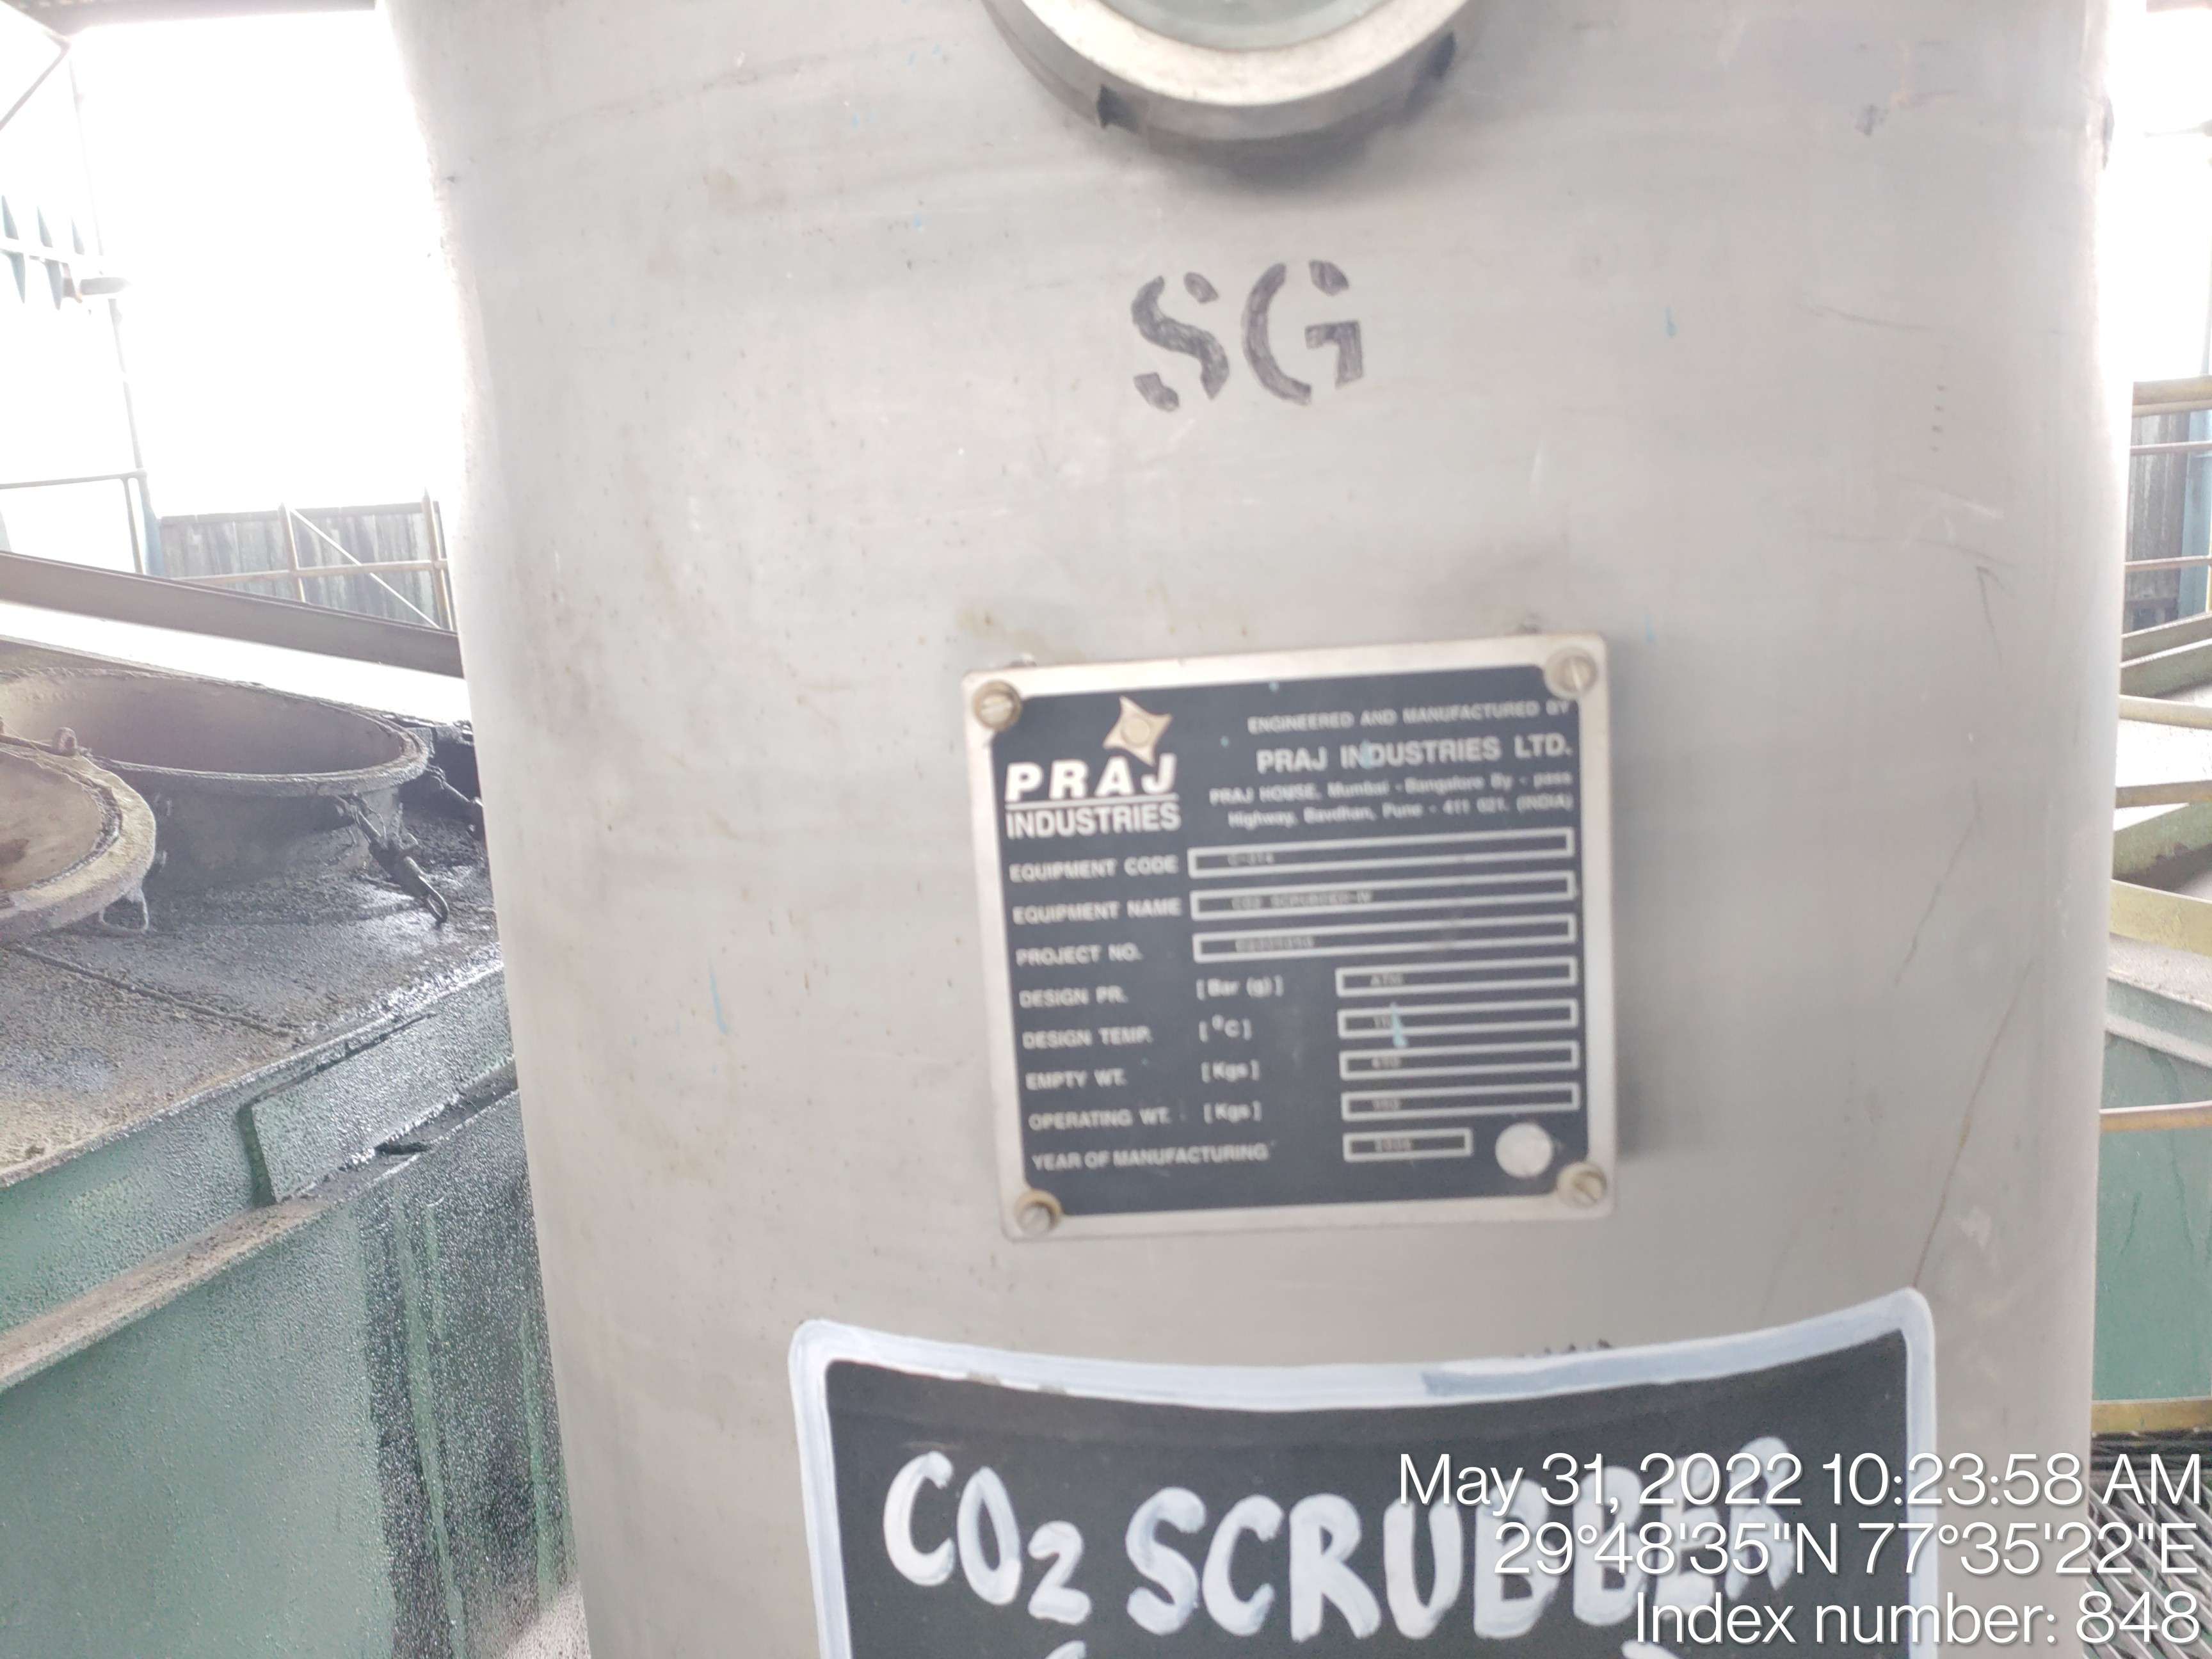 SG
PRAJ
INDUSTRIES
ENGINEERED AND MANUFACTURED BY
PRAJ INDUSTRIES LTD.
PRAJ HOUSE, Mumbai - Bangalore By - pass
Highway, Bavdhan, Pune - 411 021. (INDIA)
EQUIPMENT CODE
EQUIPMENT NAME CO2 SCRUBBER-IV
PROJECT NO.
DESIGN PR. [Bar (g)] ATM
DESIGN TEMP. [°C]
EMPTY WT. [Kgs]
OPERATING WT. [Kgs]
YEAR OF MANUFACTURING
CO2 SCRUBBER
May 31, 2022 10:23:58 AM
29°48'35"N 77°35'22"E
Index number: 848